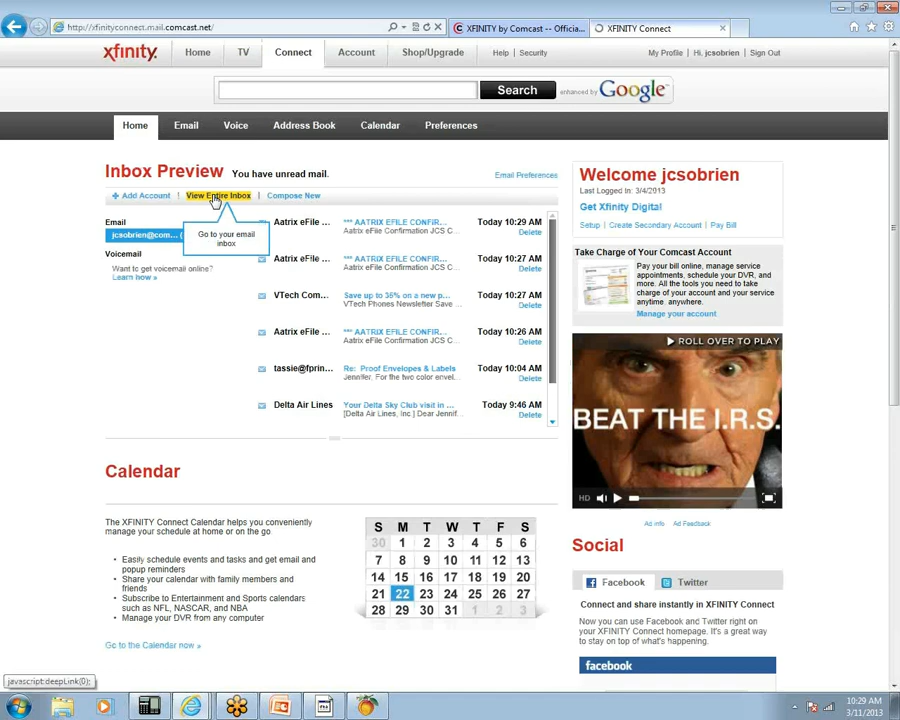 http://xfinityconnect.mail.comcast.net/
XFINITY by Comcast -- Officia...
XFINITY Connect
xfinity.
Home
TV
Connect
Account
Shop/Upgrade
Help | Security
My Profile | Hi, jcsobrien | Sign Out
Search
enhanced by Google™
Home
Email
Voice
Address Book
Calendar
Preferences
Inbox Preview You have unread mail.
Email Preferences
Add Account | View Entire Inbox | Compose New
Go to your email
inbox
Email
jcsobrien@com...
Voicemail
Want to get voicemail online?
Learn how »
Aatrix eFile ... *** AATRIX EFILE CONFIR... Today 10:29 AM
Aatrix eFile Confirmation JCS C... Delete
Aatrix eFile ... *** AATRIX EFILE CONFIR... Today 10:27 AM
Aatrix eFile Confirmation JCS C... Delete
VTech Com... Save up to 35% on a new p... Today 10:27 AM
VTech Phones Newsletter Save ... Delete
Aatrix eFile ... *** AATRIX EFILE CONFIR... Today 10:26 AM
Aatrix eFile Confirmation JCS C... Delete
tassie@fprin... Re: Proof Envelopes & Labels Today 10:04 AM
Jennifer, For the two color envel... Delete
Delta Air Lines Your Delta Sky Club visit in ... Today 9:46 AM
[Delta Air Lines, Inc.] Dear Jennif... Delete
Welcome jcsobrien
Last Logged In: 3/4/2013
Get Xfinity Digital
Setup | Create Secondary Account | Pay Bill
Take Charge of Your Comcast Account
Pay your bill online, manage service
appointments, schedule your DVR, and
more. All the tools you need to take
charge of your account and your service
anytime, anywhere.
Manage your account
ROLL OVER TO PLAY
BEAT THE I.R.S.
HD
Ad info | Ad Feedback
Calendar
The XFINITY Connect Calendar helps you conveniently
manage your schedule at home or on the go
• Easily schedule events and tasks and get email and
popup reminders
• Share your calendar with family members and
friends
• Subscribe to Entertainment and Sports calendars
such as NFL, NASCAR, and NBA
• Manage your DVR from any computer
Go to the Calendar now »
S M T W T F S
30 1 2 3 4 5 6
7 8 9 10 11 12 13
14 15 16 17 18 19 20
21 22 23 24 25 26 27
28 29 30 31 1 2 3
Social
Facebook
Twitter
Connect and share instantly in XFINITY Connect
Now you can use Facebook and Twitter right on
your XFINITY Connect homepage. It's a great way
to stay on top of what's happening.
facebook
javascript:deepLink(0);
10:29 AM
3/11/2013